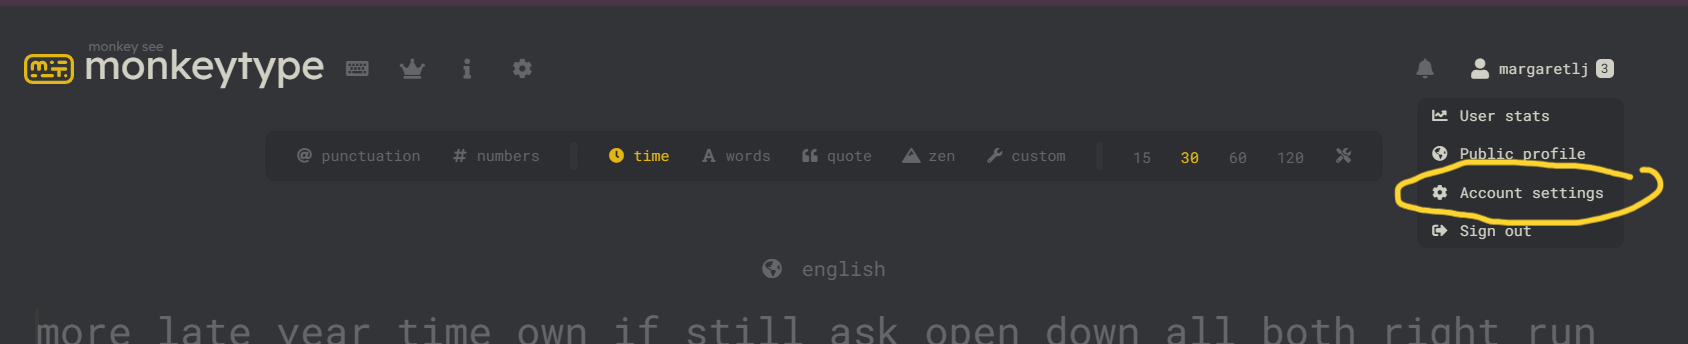 monkey see
monkeytype
margaretlj 3
User stats
Public profile
Account settings
Sign out
@ punctuation # numbers time A words quote zen custom 15 30 60 120
english
more late year time own if still ask open down all both right run